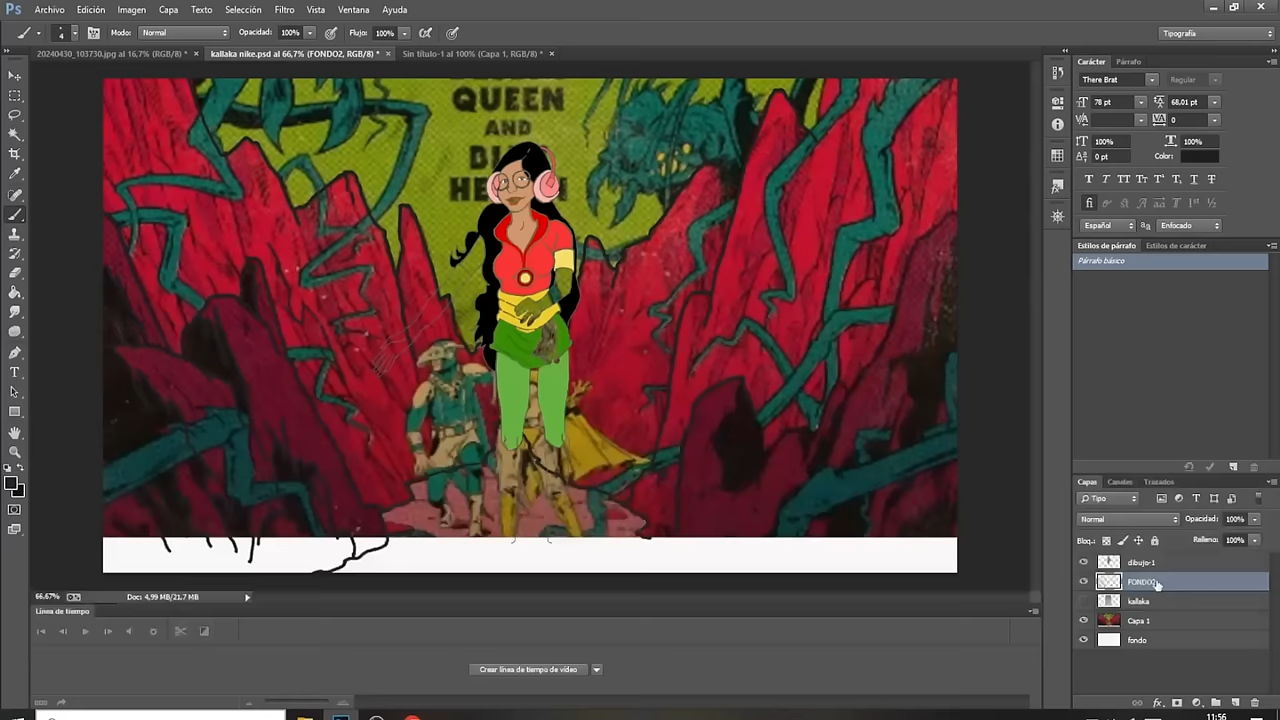 Ps Archivo Edición Imagen Capa Texto Selección Filtro Vista Ventana Ayuda
4 Modo: Normal Opacidad: 100% Flujo: 100% Tipografía
20240430_103730.jpg al 16,7% (RGB/8) * × kallaka nike.psd al 66,7% (FONDO2, RGB/8) * × Sin título-1 al 100% (Capa 1, RGB/8) * ×
Carácter Párrafo
There Brat Regular
78 pt 68,01 pt
0
100% 100%
0 pt Color:
Español Enfocado
Estilos de párrafo Estilos de carácter
Párrafo básico
QUEEN
AND
Capas Canales Trazados
Tipo
Normal Opacidad: 100%
Bloq.: Relleno: 100%
dibujo-1
FONDO2
kallaka
Capa 1
fondo
66.67% Doc: 4,99 MB/21,7 MB
Línea de tiempo
Crear línea de tiempo de vídeo
11:56